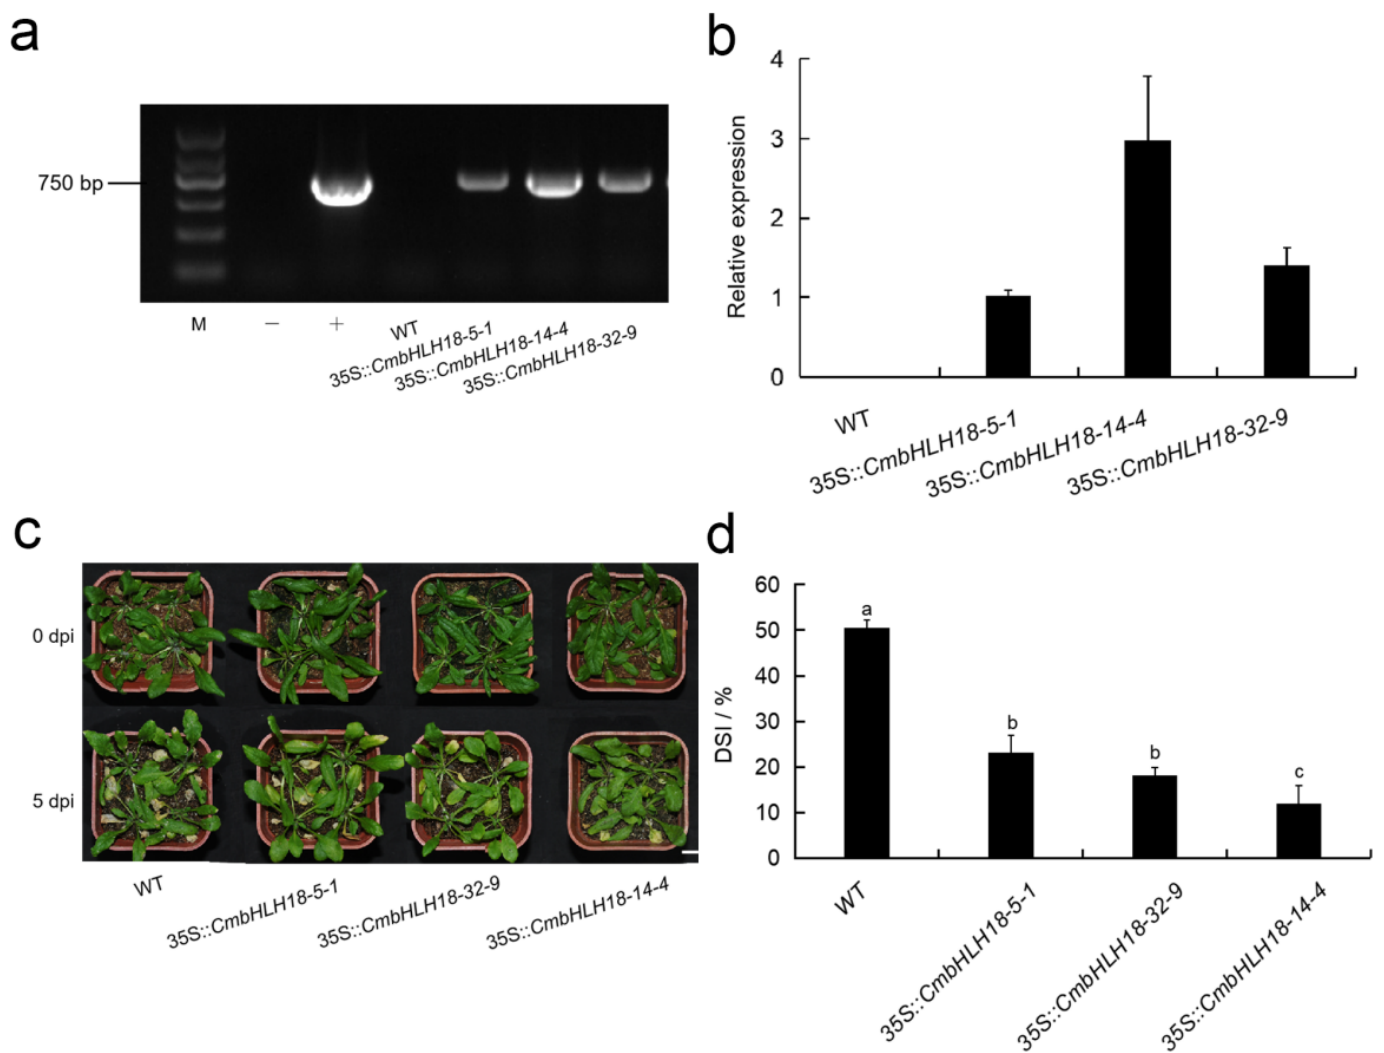 a
750 bp
M
−
+
WT
35S::CmbHLH18-5-1
35S::CmbHLH18-14-4
35S::CmbHLH18-32-9
b
Relative expression
4
3
2
1
0
WT
35S::CmbHLH18-5-1
35S::CmbHLH18-14-4
35S::CmbHLH18-32-9
c
0 dpi
5 dpi
WT
35S::CmbHLH18-5-1
35S::CmbHLH18-32-9
35S::CmbHLH18-14-4
d
DSI / %
60
50
40
30
20
10
0
a
b
b
c
WT
35S::CmbHLH18-5-1
35S::CmbHLH18-32-9
35S::CmbHLH18-14-4